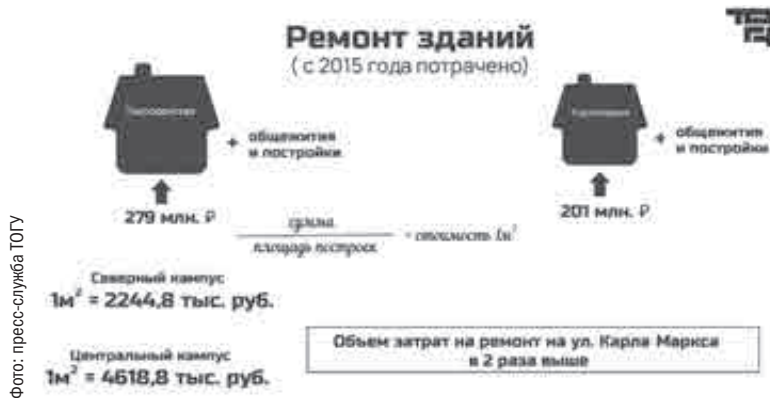 Ремонт зданий
( с 2015 года потрачено)
+ общежития
и постройки
279 млн. ₽
+ общежития
и постройки
201 млн. ₽
сумма
площадь построек
= стоимость 1м²
Северный кампус
1м² = 2244,8 тыс. руб.
Центральный кампус
1м² = 4618,8 тыс. руб.
Объем затрат на ремонт на ул. Карла Маркса
в 2 раза выше
Фото: пресс-служба ТОГУ